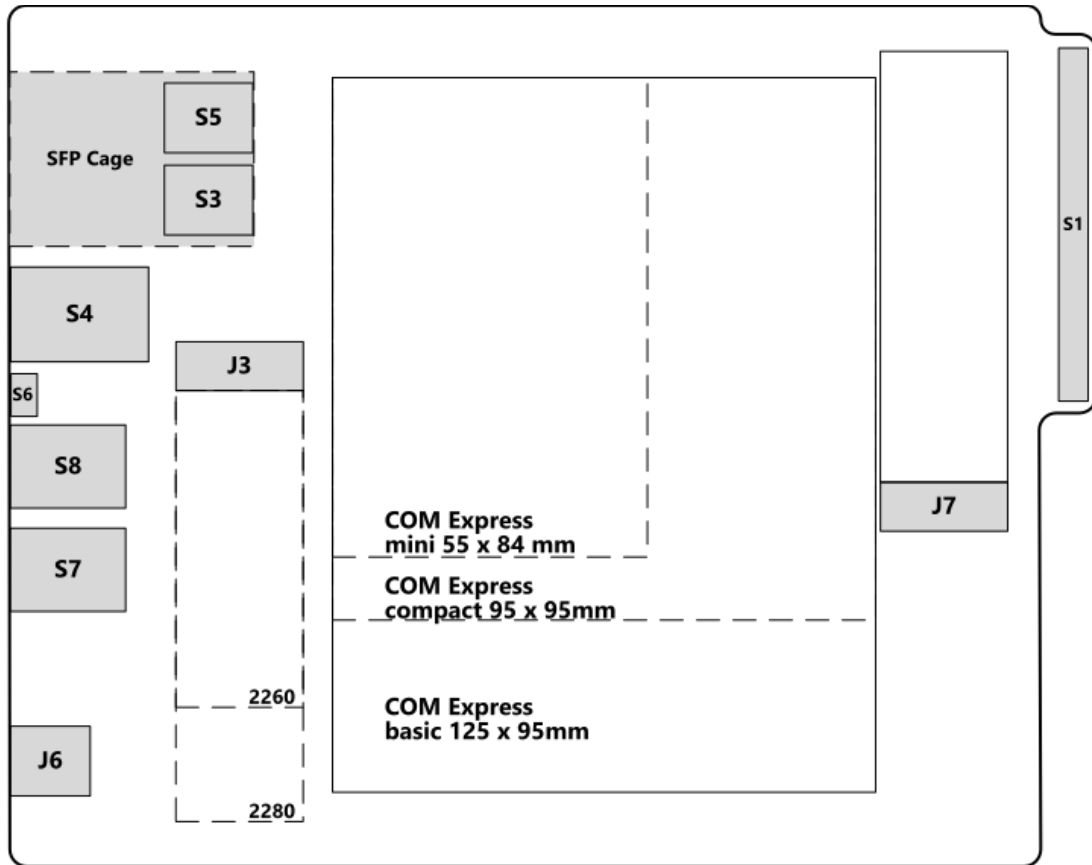 S5
SFP Cage
S3
S1
S4
J3
S6
S8
J7
COM Express
mini 55 x 84 mm
S7
COM Express
compact 95 x 95mm
2260
COM Express
basic 125 x 95mm
J6
2280